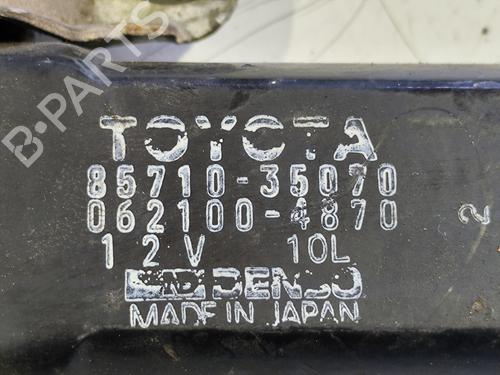 B-PARTS
TOYOTA
85710-35070
062100-4870
12V 10L
DENSO
MADE IN JAPAN
2